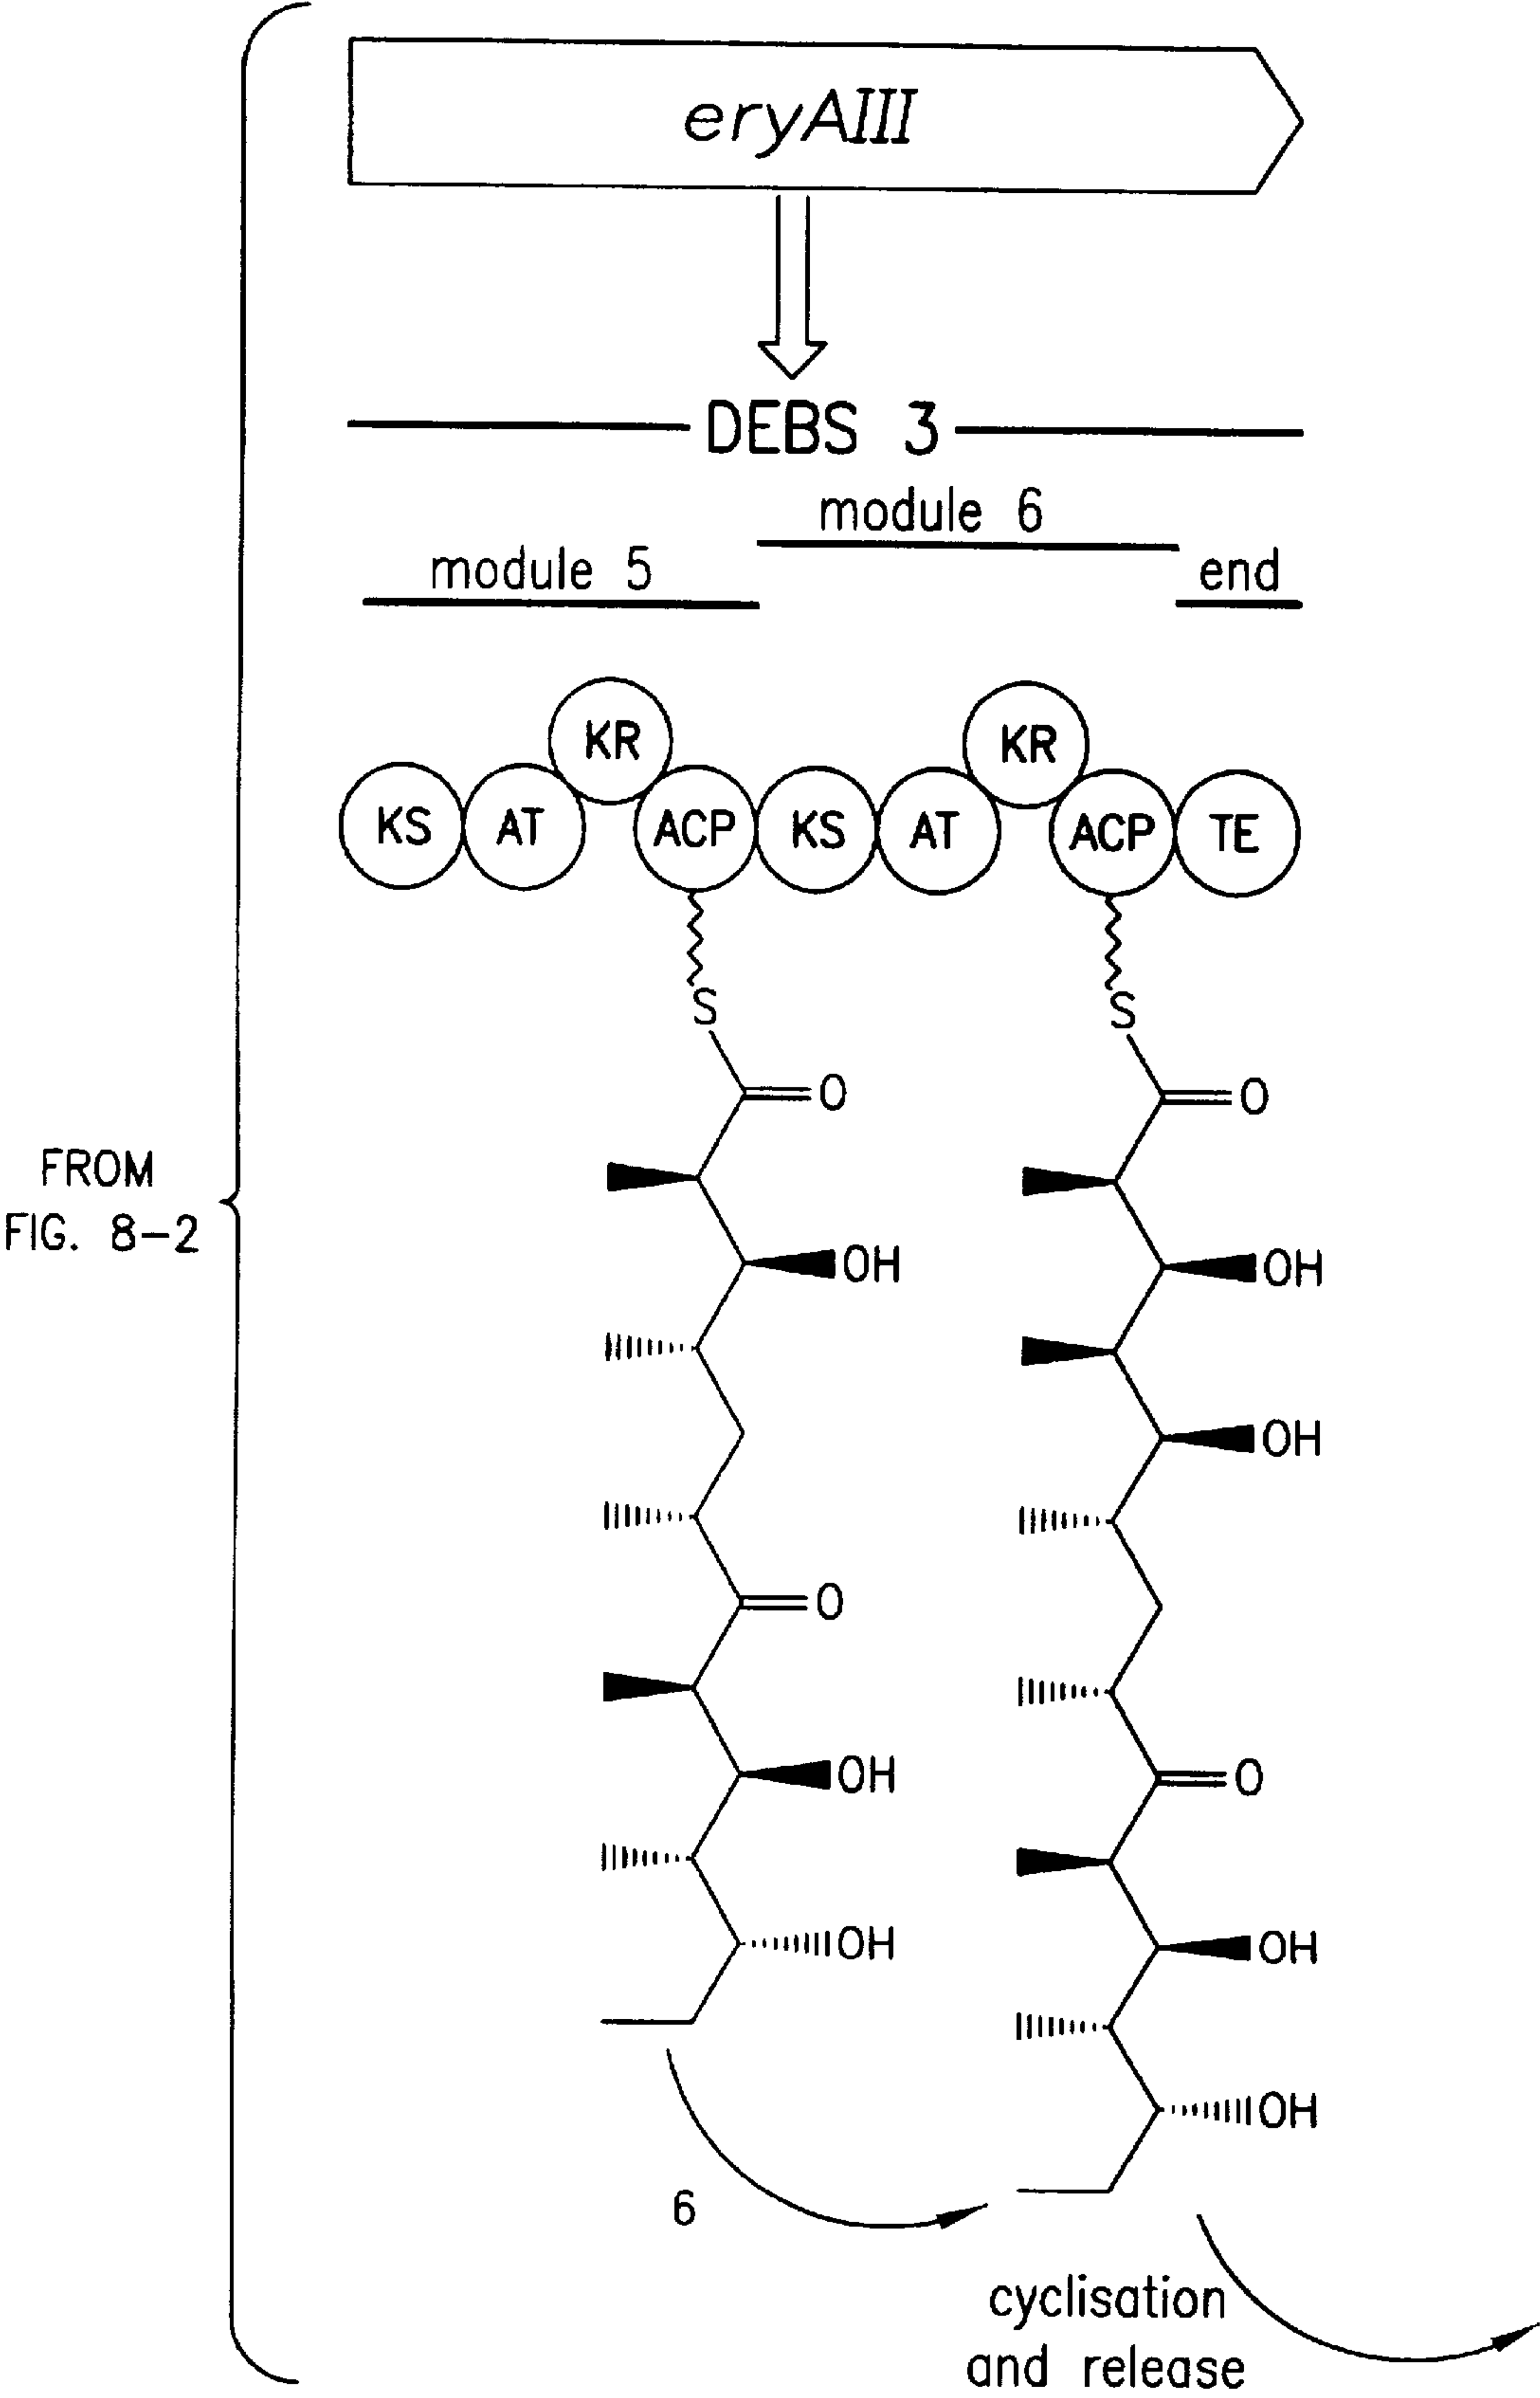 eryAIII
DEBS 3
module 6
module 5
end
KR KR
KS AT ACP KS AT ACP TE
S S
O O
OH OH
OH
O
O
OH
OH
OH
OH
FROM
FIG. 8-2
6
cyclisation
and release